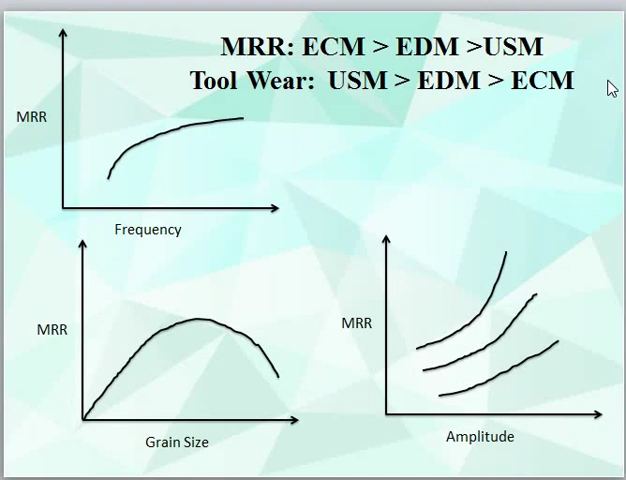 MRR: ECM > EDM >USM
Tool Wear: USM > EDM > ECM
MRR
Frequency
MRR
Grain Size
MRR
Amplitude